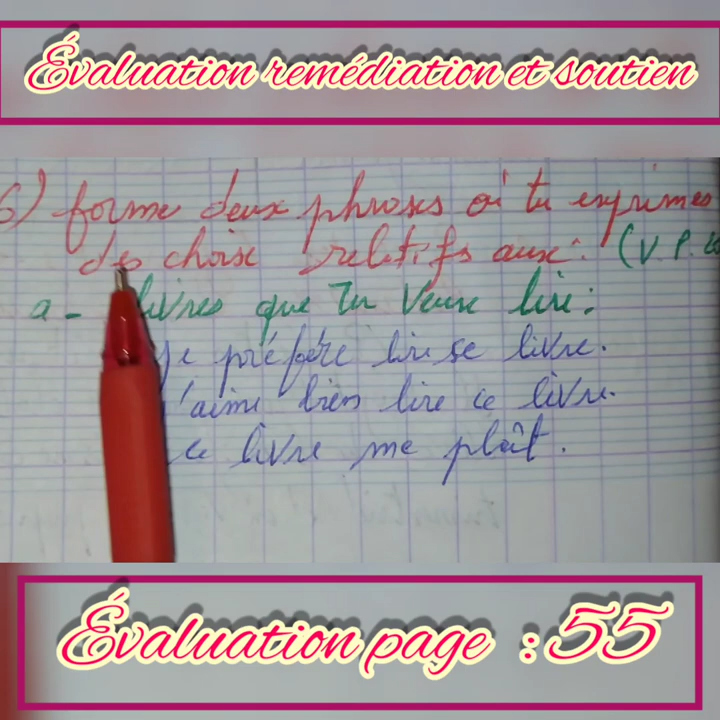 Évaluation remédiation et soutien
6) forme deux phrases où tu exprimes
des choix relatifs aux : (V.P.
a- livres que Tu veux lire :
je préfère lire se livre.
j'aime bien lire ce livre.
ce livre me plaît.
Évaluation page : 55